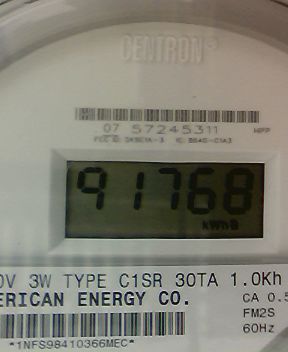 CENTRON®
07 57245311
91768
kWhB
0V 3W TYPE C1SR 30TA 1.0Kh
ERICAN ENERGY CO.
CA 0.5
FM2S
60Hz
*1NFS98410366MEC*